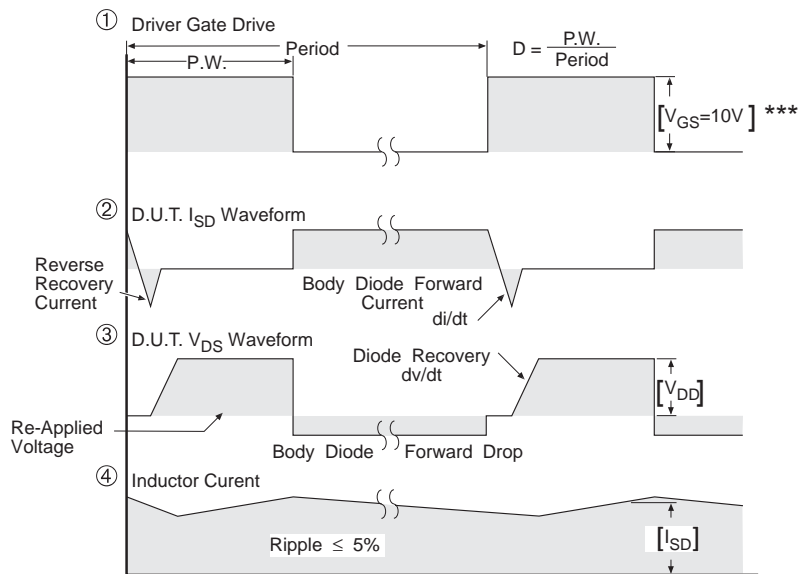 ① Driver Gate Drive
Period
P.W.
D = P.W. / Period
[VGS=10V] ***
② D.U.T. ISD Waveform
Reverse
Recovery
Current
Body Diode Forward
Current
di/dt
③ D.U.T. VDS Waveform
Diode Recovery
dv/dt
[VDD]
Re-Applied
Voltage
Body Diode Forward Drop
④ Inductor Curent
Ripple ≤ 5%
[ISD]